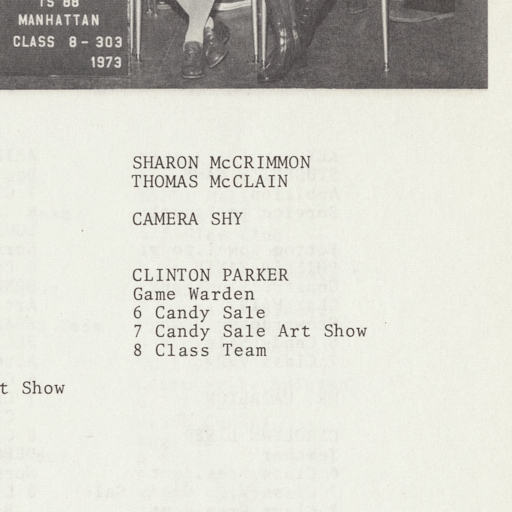 IS 88
MANHATTAN
CLASS 8-303
1973
SHARON McCRIMMON
THOMAS McCLAIN
CAMERA SHY
CLINTON PARKER
Game Warden
6 Candy Sale
7 Candy Sale Art Show
8 Class Team
t Show